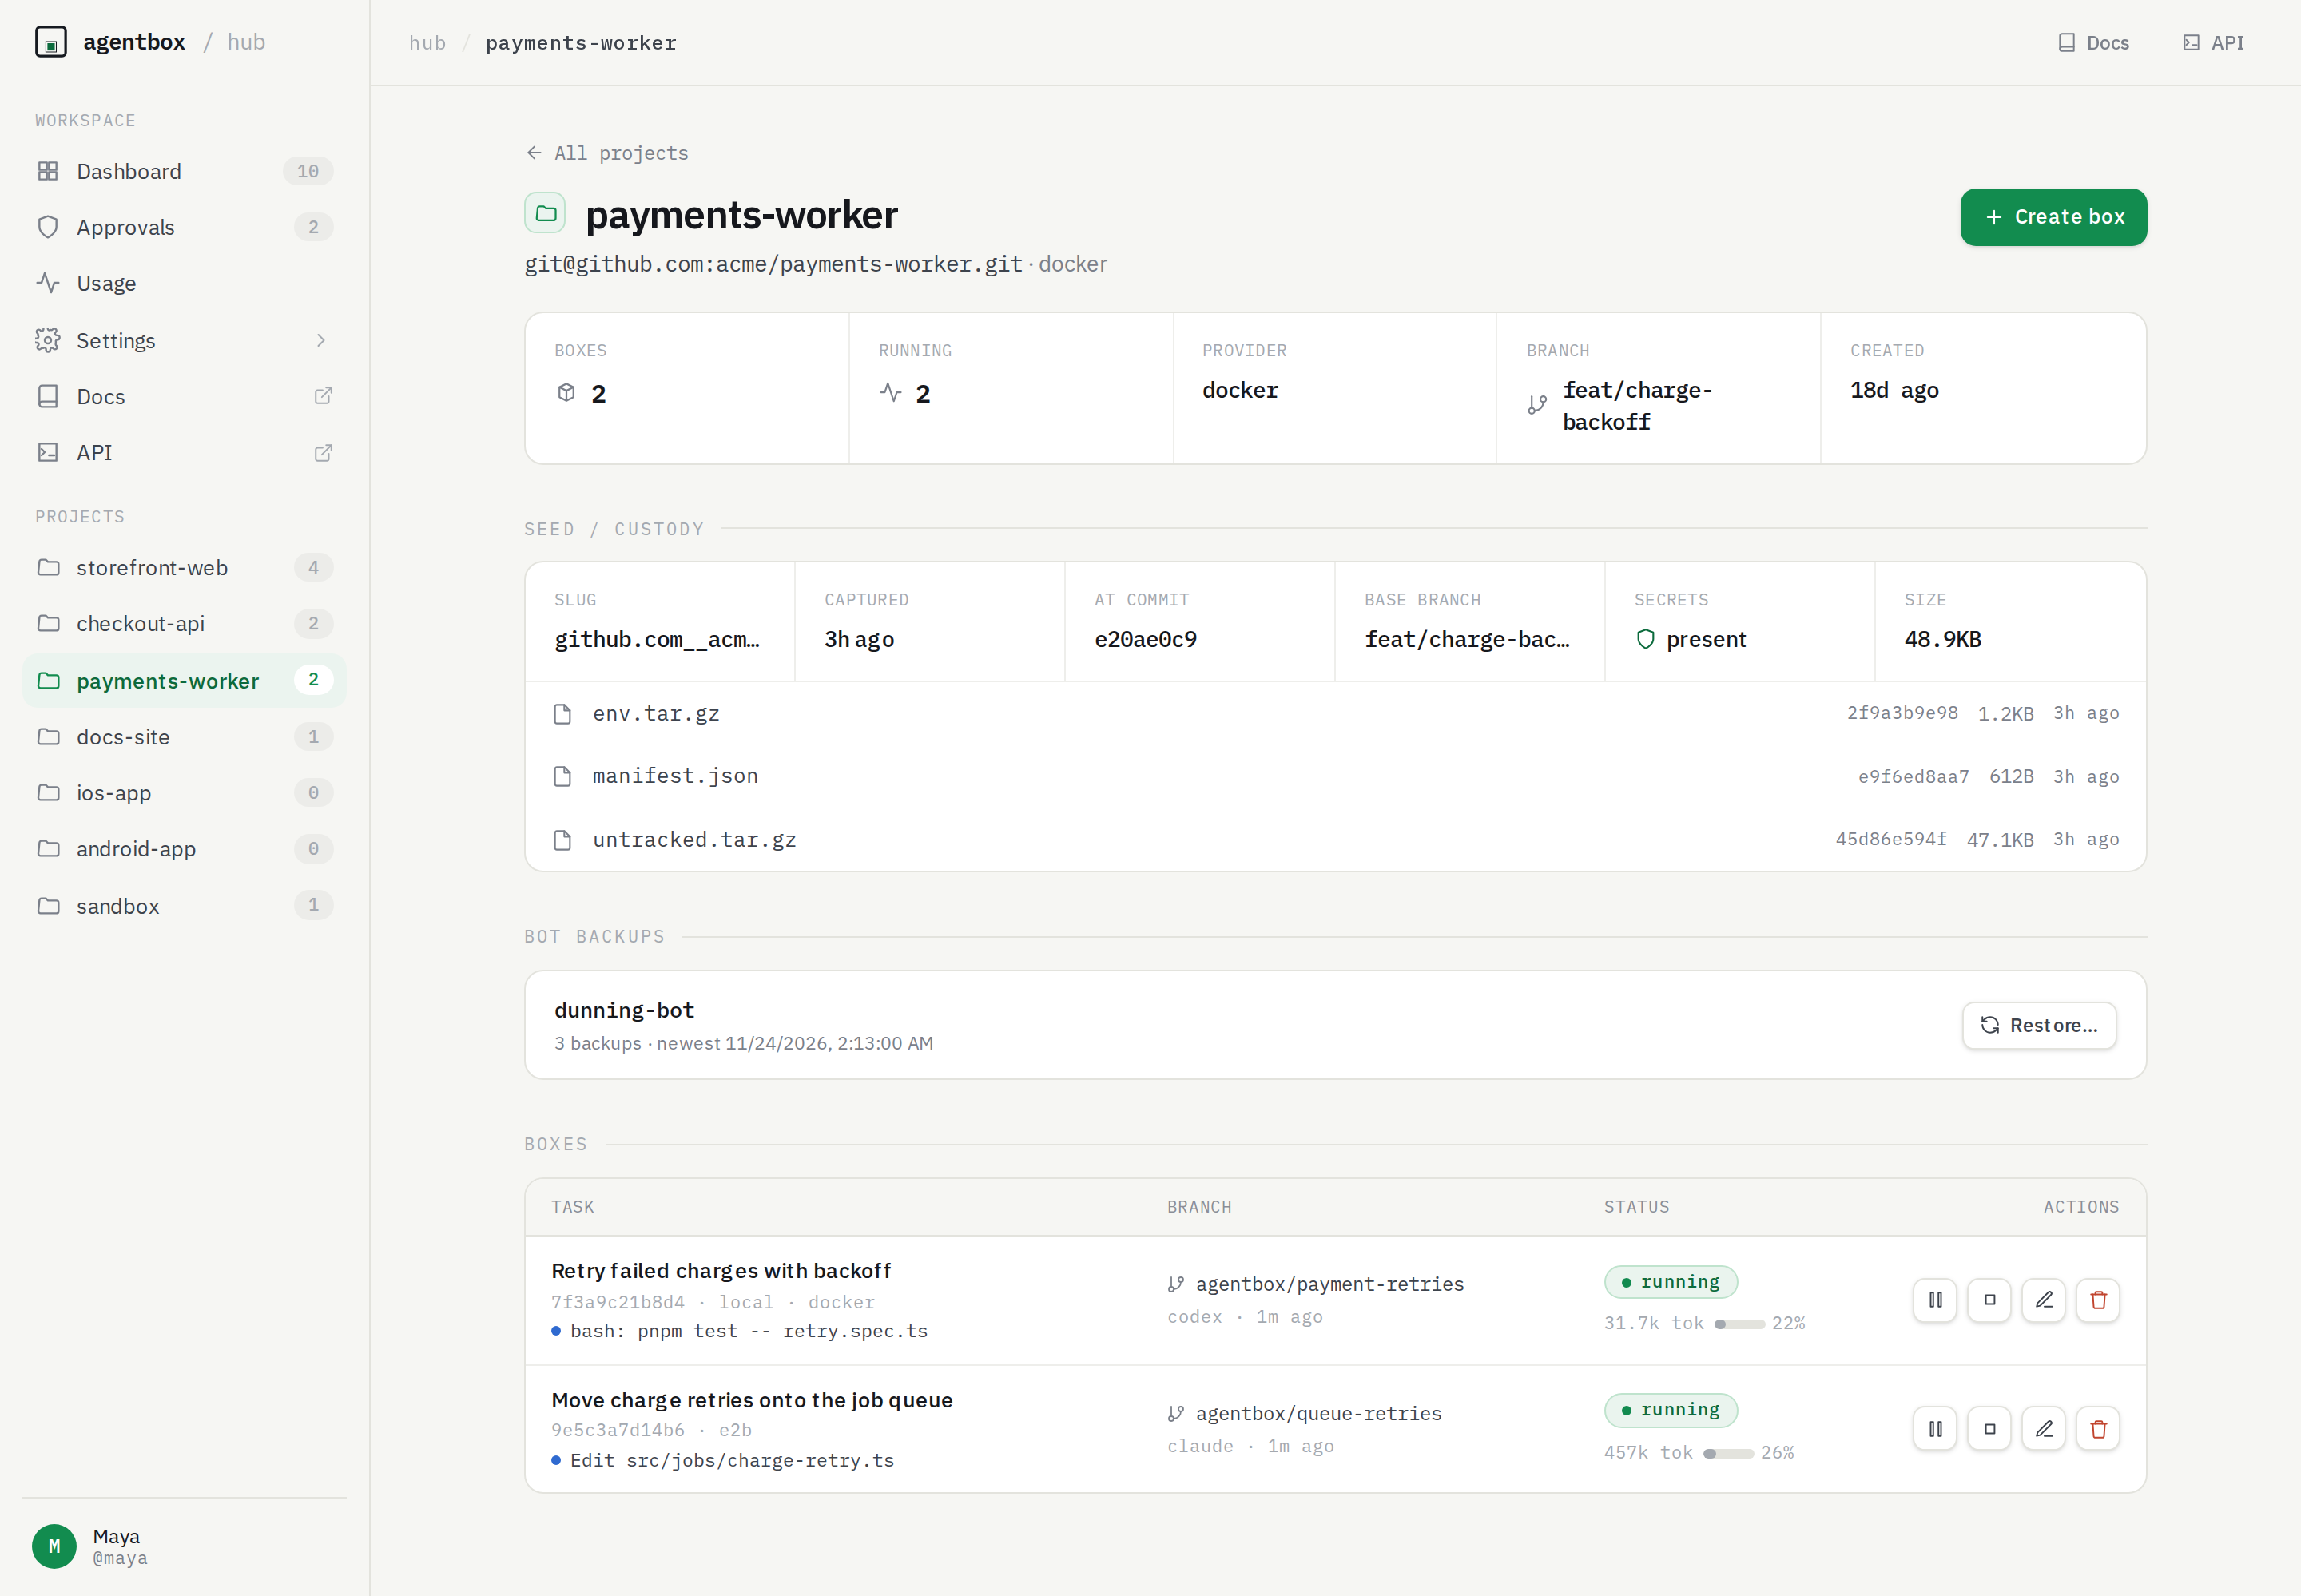 agentbox / hub
hub / payments-worker
Docs
API
WORKSPACE
Dashboard 10
Approvals 2
Usage
Settings
Docs
API
PROJECTS
storefront-web 4
checkout-api 2
payments-worker 2
docs-site 1
ios-app 0
android-app 0
sandbox 1
M
Maya
@maya
All projects
payments-worker
Create box
git@github.com:acme/payments-worker.git · docker
BOXES
2
RUNNING
2
PROVIDER
docker
BRANCH
feat/charge-
backoff
CREATED
18d ago
SEED / CUSTODY
SLUG
github.com__acm…
CAPTURED
3h ago
AT COMMIT
e20ae0c9
BASE BRANCH
feat/charge-bac…
SECRETS
present
SIZE
48.9KB
env.tar.gz 2f9a3b9e98 1.2KB 3h ago
manifest.json e9f6ed8aa7 612B 3h ago
untracked.tar.gz 45d86e594f 47.1KB 3h ago
BOT BACKUPS
dunning-bot
3 backups · newest 11/24/2026, 2:13:00 AM
Restore…
BOXES
TASK BRANCH STATUS ACTIONS
Retry failed charges with backoff
7f3a9c21b8d4 · local · docker
bash: pnpm test -- retry.spec.ts
agentbox/payment-retries
codex · 1m ago
running
31.7k tok 22%
Move charge retries onto the job queue
9e5c3a7d14b6 · e2b
Edit src/jobs/charge-retry.ts
agentbox/queue-retries
claude · 1m ago
running
457k tok 26%